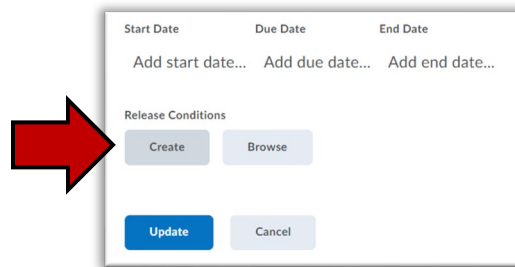 Start Date Due Date End Date
Add start date... Add due date... Add end date...
Release Conditions
Create Browse
Update Cancel